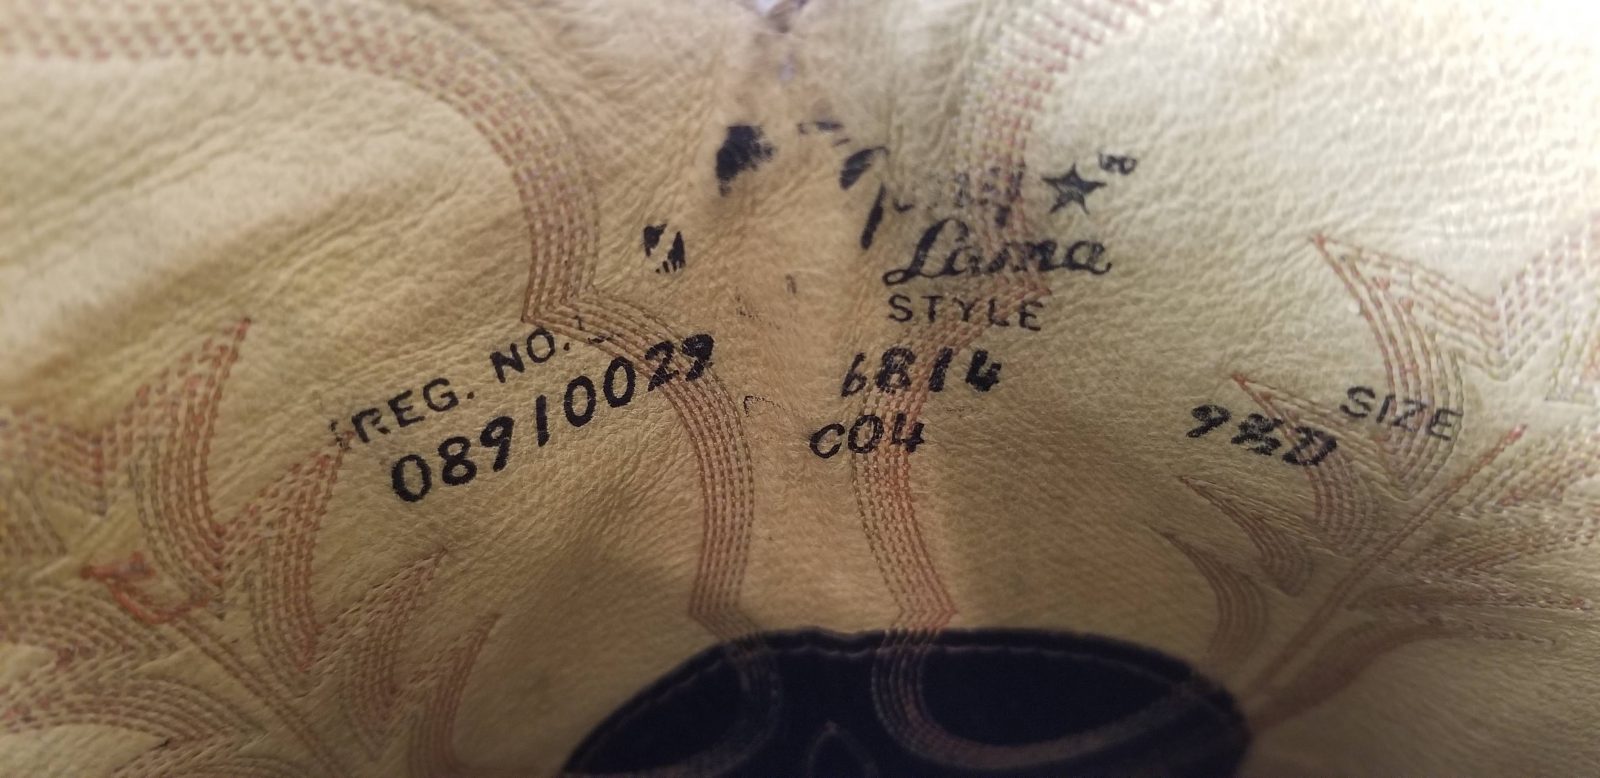 Lama
STYLE
REG. NO.
08910029
6814
C04
SIZE
9½D